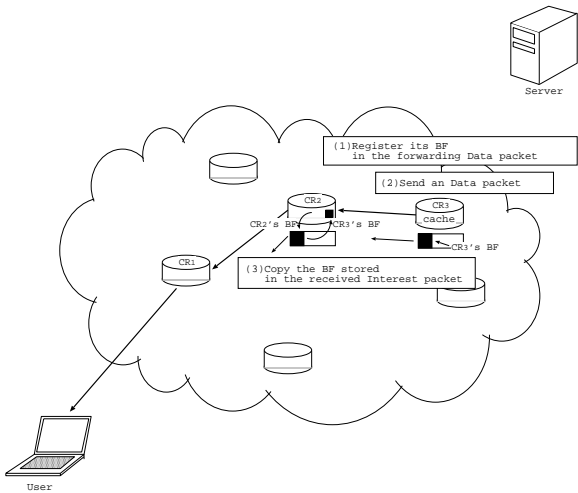 Server
(1)Register its BF
in the forwarding Data packet
(2)Send an Data packet
CR2
CR3
cache
CR2's BF
CR3's BF
CR3's BF
CR1
(3)Copy the BF stored
in the received Interest packet
User